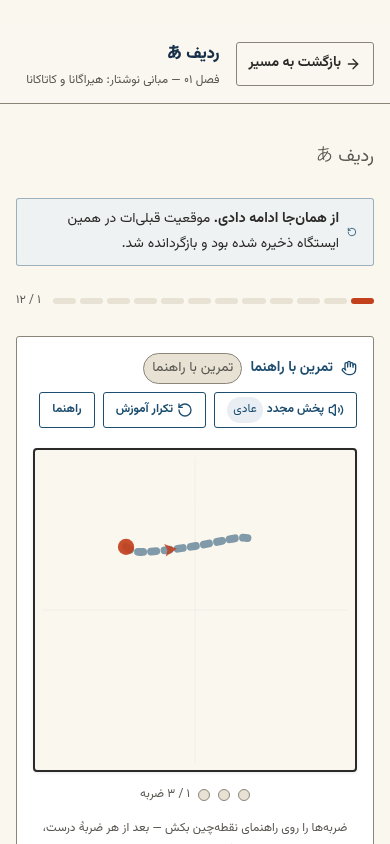 بازگشت به مسیر
ردیف あ
فصل ۰۱ — مبانی نوشتار: هیراگانا و کاتاکانا
ردیف あ
از همان‌جا ادامه دادی. موقعیت قبلی‌ات در همین
ایستگاه ذخیره شده بود و بازگردانده شد.
۱ / ۱۲
تمرین با راهنما تمرین با راهنما
پخش مجدد عادی
تکرار آموزش
راهنما
۱ / ۳ ضربه
ضربه‌ها را روی راهنمای نقطه‌چین بکش — بعد از هر ضربهٔ درست،